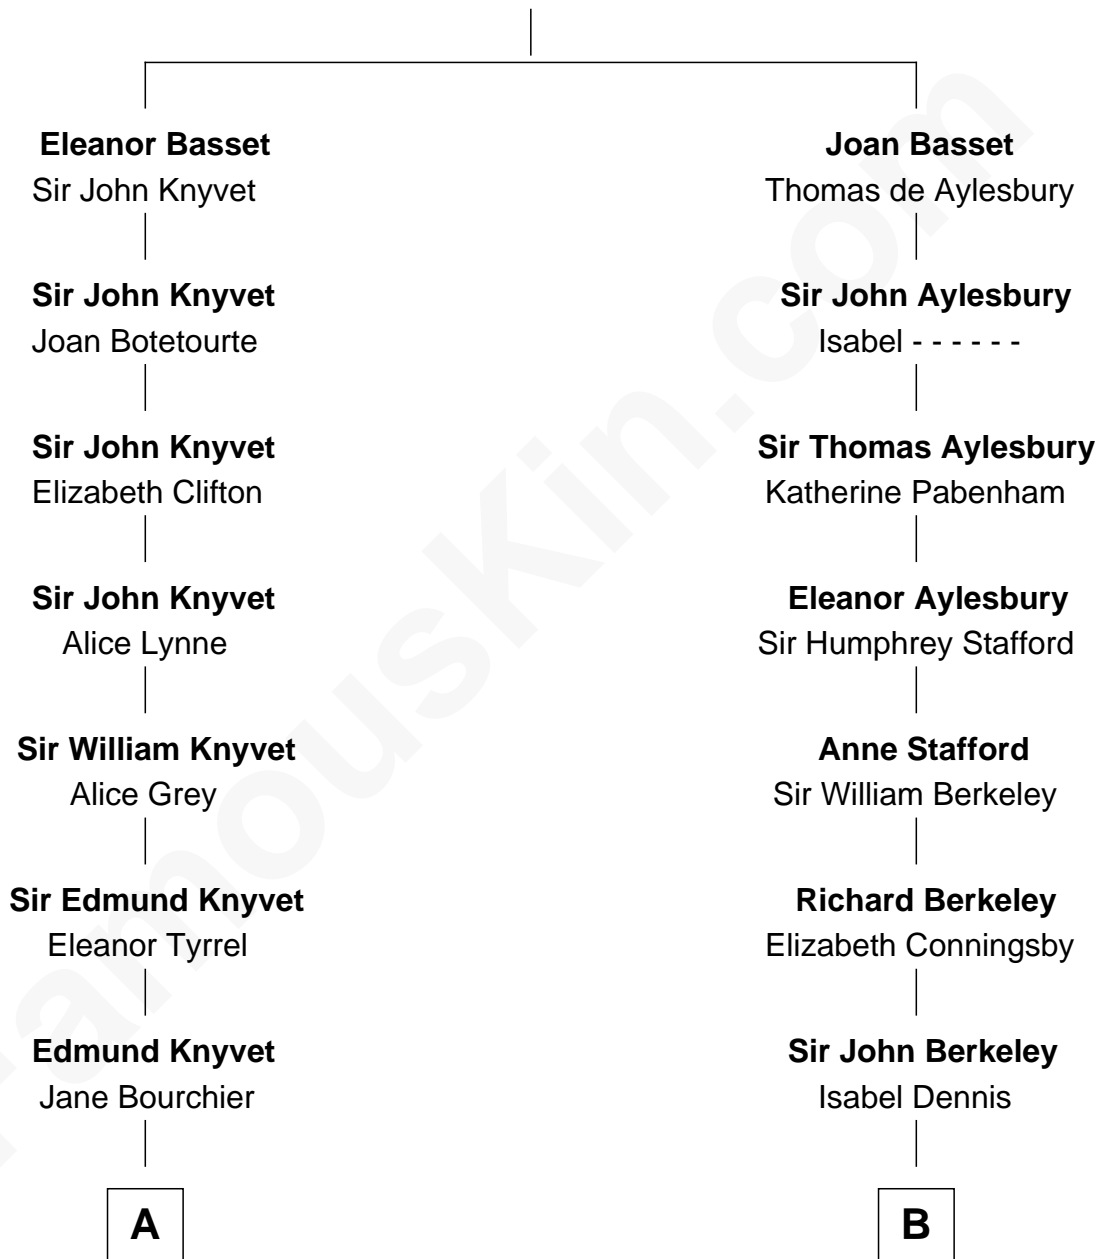 Eleanor Basset
Sir John Knyvet
Sir John Knyvet
Joan Botetourte
Sir John Knyvet
Elizabeth Clifton
Sir John Knyvet
Alice Lynne
Sir William Knyvet
Alice Grey
Sir Edmund Knyvet
Eleanor Tyrrel
Edmund Knyvet
Jane Bourchier
A
Joan Basset
Thomas de Aylesbury
Sir John Aylesbury
Isabel - - - - - -
Sir Thomas Aylesbury
Katherine Pabenham
Eleanor Aylesbury
Sir Humphrey Stafford
Anne Stafford
Sir William Berkeley
Richard Berkeley
Elizabeth Conningsby
Sir John Berkeley
Isabel Dennis
B
FamousKin.com